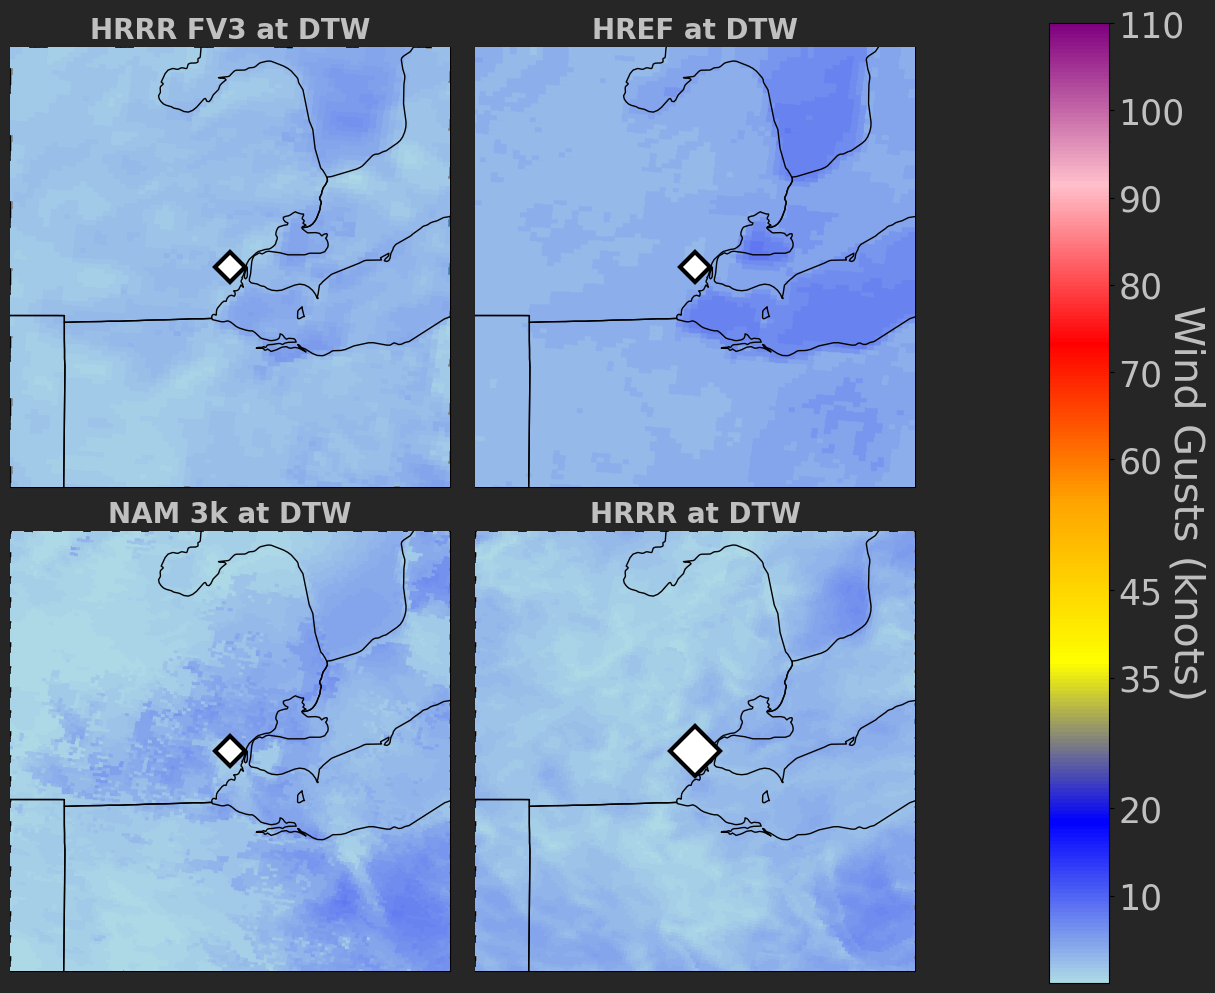 HRRR FV3 at DTW
HREF at DTW
NAM 3k at DTW
HRRR at DTW
110
100
90
80
70
60
45
35
20
10
Wind Gusts (knots)